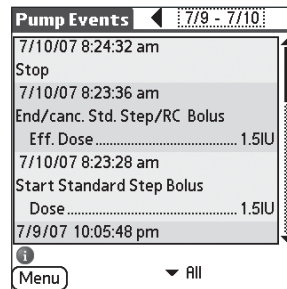 Pump Events 7/9 - 7/10
7/10/07 8:24:32 am
Stop
7/10/07 8:23:36 am
End/canc. Std. Step/RC Bolus
Eff. Dose.......................... 1.5IU
7/10/07 8:23:28 am
Start Standard Step Bolus
Dose................................ 1.5IU
7/9/07 10:05:48 pm
Menu All